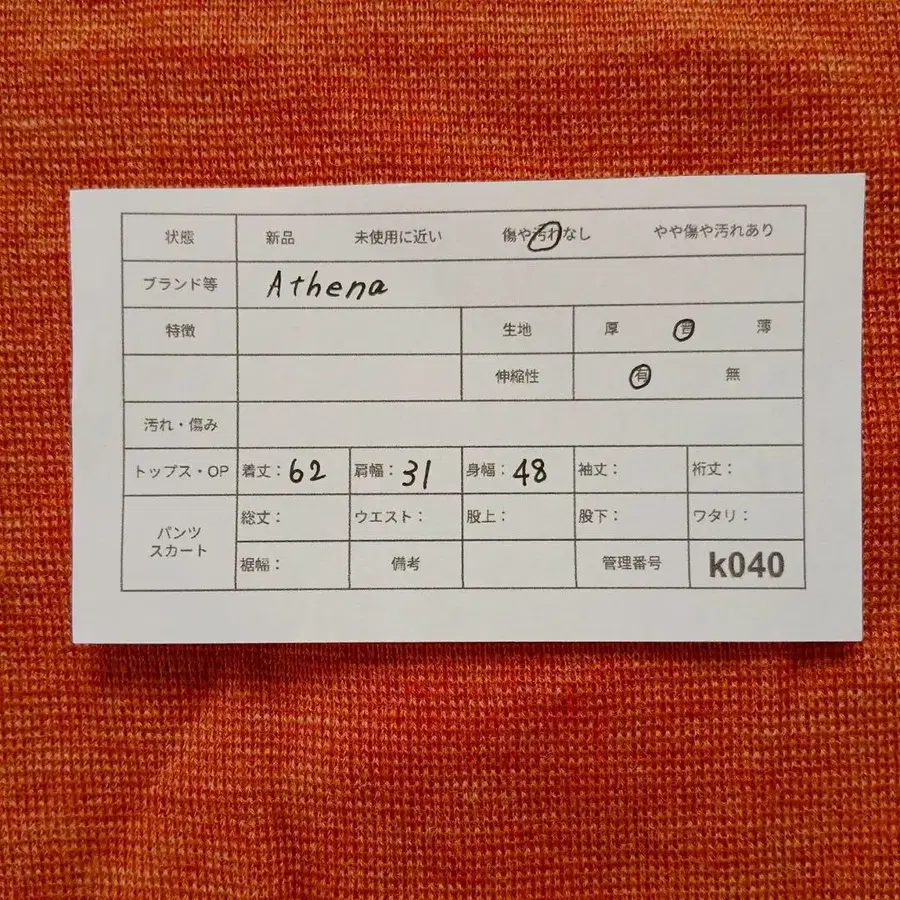 状態 新品 未使用に近い 傷や汚れなし やや傷や汚れあり
ブランド等 Athena
特徴 生地 厚 普 薄
伸縮性 有 無
汚れ・傷み
トップス・OP 着丈：62 肩幅：31 身幅：48 袖丈： 裄丈：
パンツ スカート 総丈： ウエスト： 股上： 股下： ワタリ：
裾幅： 備考 管理番号 k040